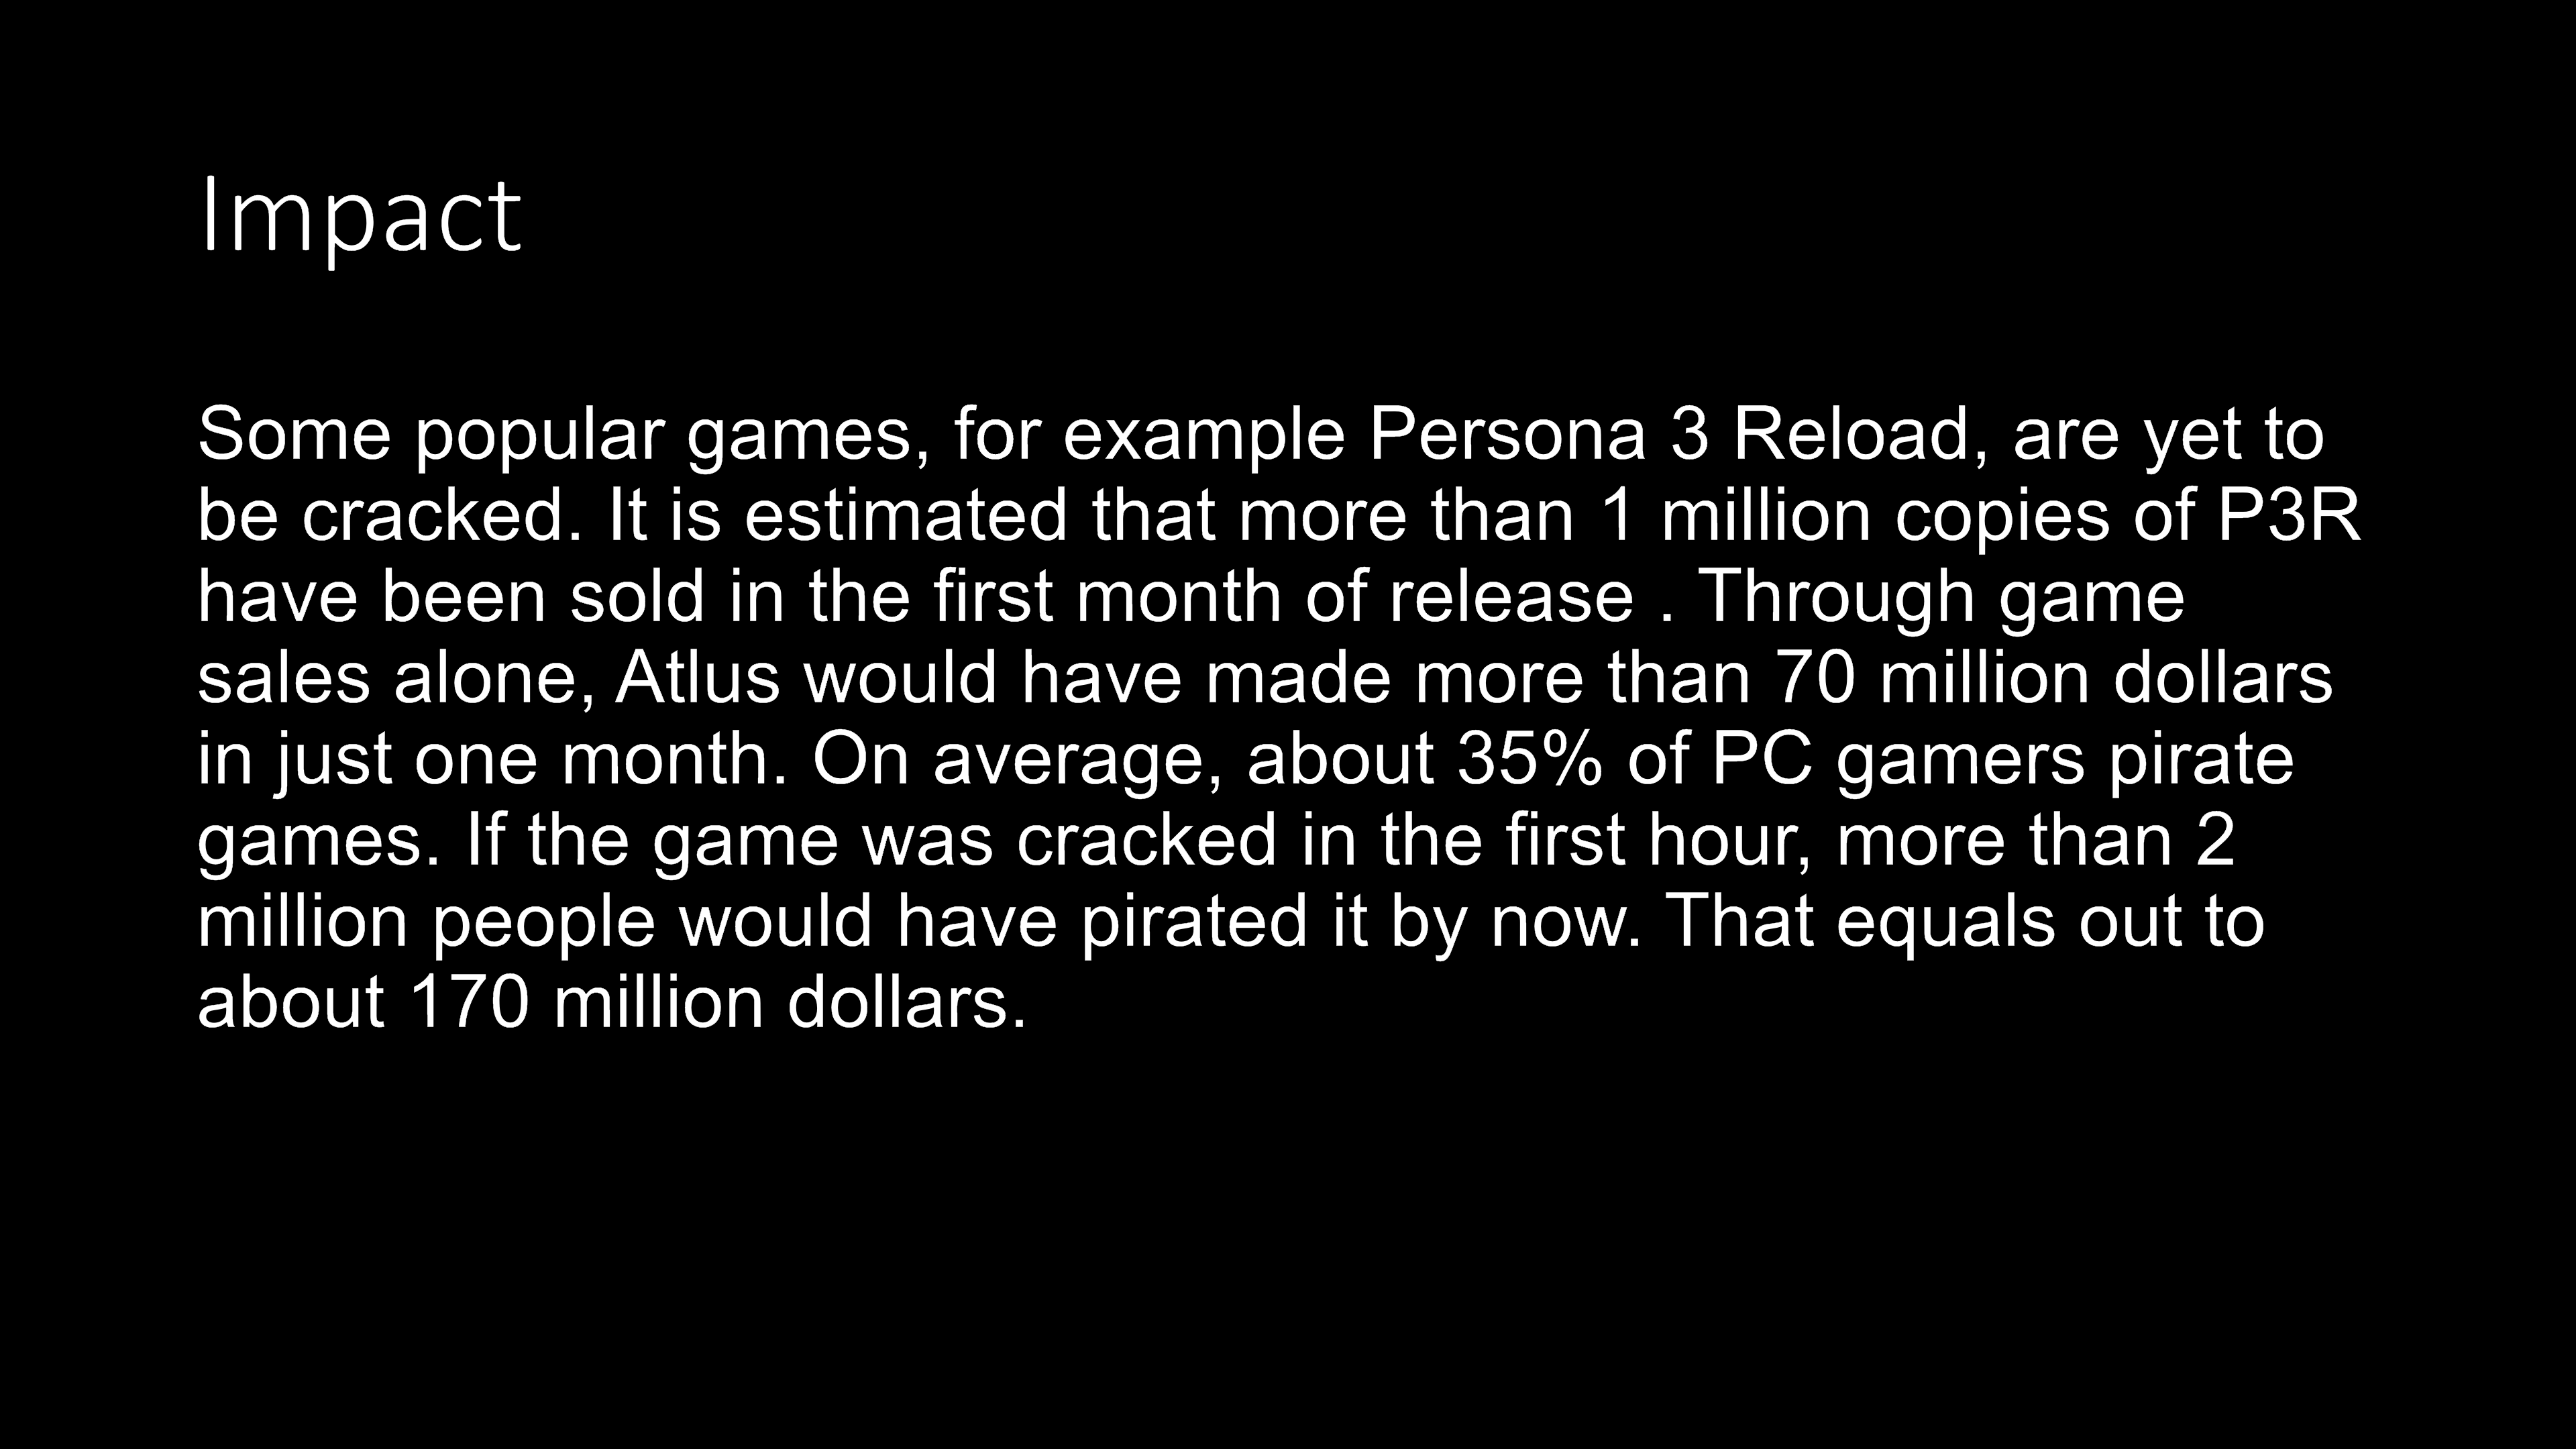 Impact
Some popular games, for example Persona 3 Reload, are yet to
be cracked. It is estimated that more than 1 million copies of P3R
have been sold in the first month of release . Through game
sales alone, Atlus would have made more than 70 million dollars
in just one month. On average, about 35% of PC gamers pirate
games. If the game was cracked in the first hour, more than 2
million people would have pirated it by now. That equals out to
about 170 million dollars.